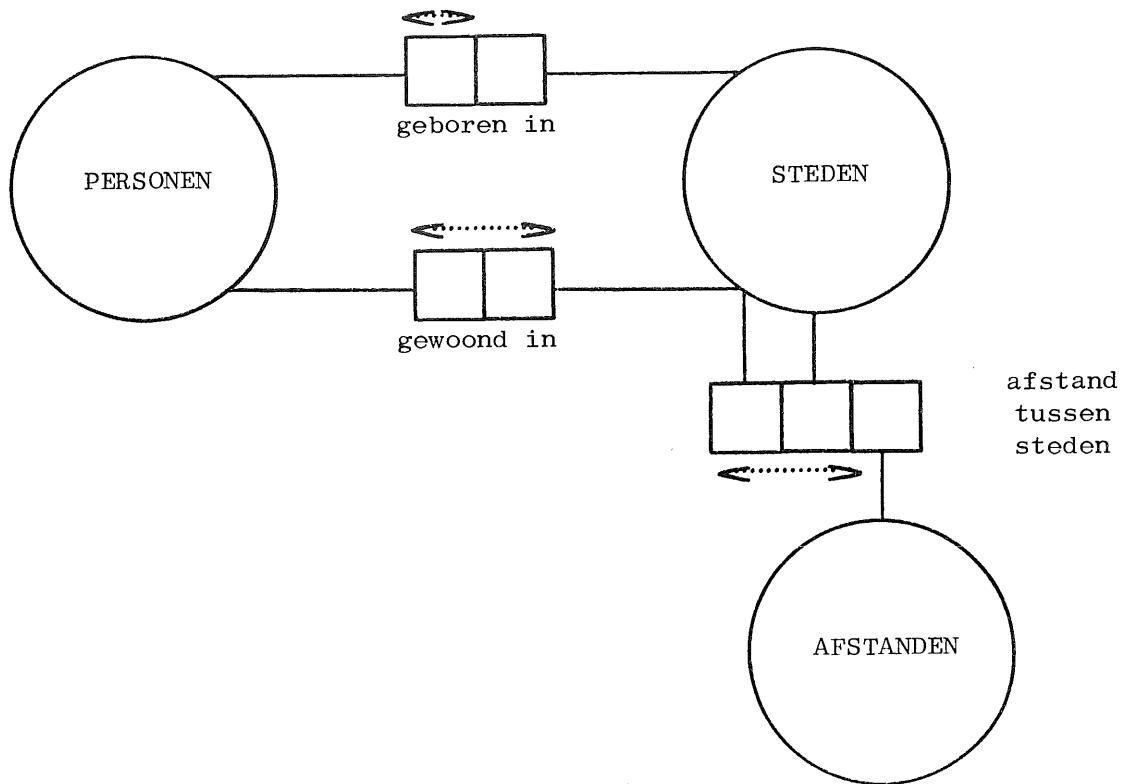 geboren in
PERSONEN
STEDEN
gewoond in
afstand
tussen
steden
AFSTANDEN